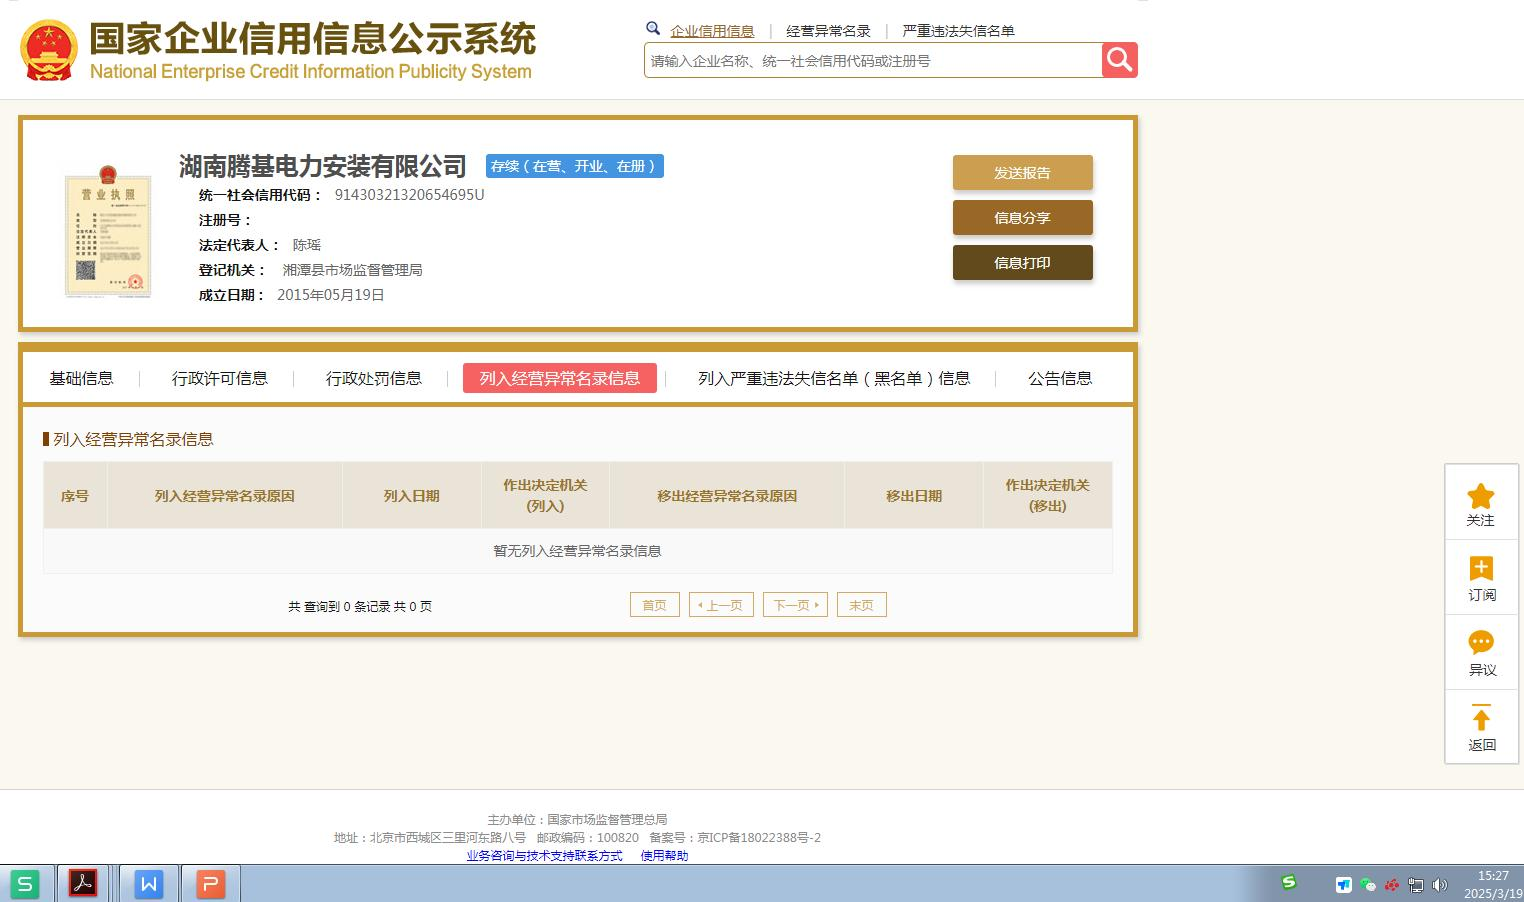 国家企业信用信息公示系统
National Enterprise Credit Information Publicity System
企业信用信息 | 经营异常名录 | 严重违法失信名单
请输入企业名称、统一社会信用代码或注册号
湖南腾基电力安装有限公司 存续（在营、开业、在册）
统一社会信用代码： 91430321320654695U
注册号：
法定代表人： 陈瑶
登记机关： 湘潭县市场监督管理局
成立日期： 2015年05月19日
营业执照
发送报告
信息分享
信息打印
基础信息 | 行政许可信息 | 行政处罚信息 | 列入经营异常名录信息 | 列入严重违法失信名单（黑名单）信息 | 公告信息
列入经营异常名录信息
序号 列入经营异常名录原因 列入日期 作出决定机关(列入) 移出经营异常名录原因 移出日期 作出决定机关(移出)
暂无列入经营异常名录信息
共 查询到 0 条记录 共 0 页 首页 上一页 下一页 末页
关注
订阅
异议
返回
主办单位：国家市场监督管理总局
地址：北京市西城区三里河东路八号 邮政编码：100820 备案号：京ICP备18022388号-2
业务咨询与技术支持联系方式 使用帮助
15:27
2025/3/19